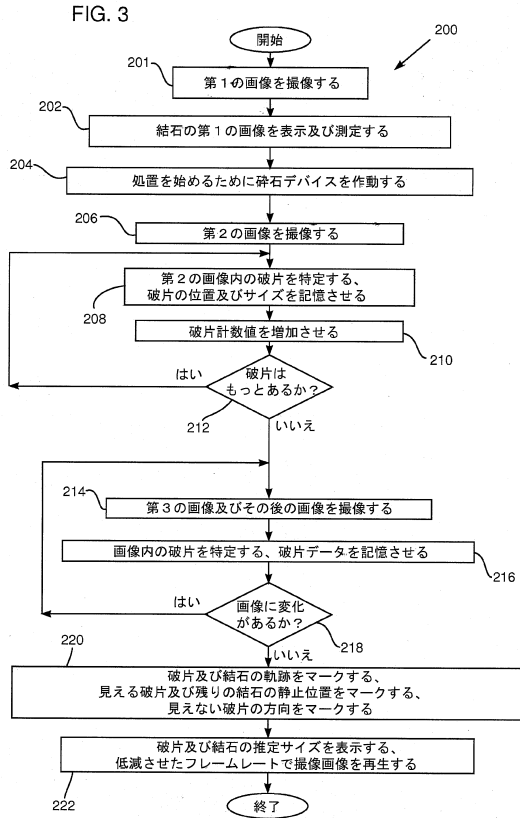 FIG. 3
開始
200
201
第1の画像を撮像する
202
結石の第1の画像を表示及び測定する
204
処置を始めるために砕石デバイスを作動する
206
第2の画像を撮像する
第2の画像内の破片を特定する、
破片の位置及びサイズを記憶させる
208
破片計数値を増加させる
210
はい
破片は
もっとあるか?
212
いいえ
214
第3の画像及びその後の画像を撮像する
画像内の破片を特定する、破片データを記憶させる
216
はい
画像に変化
があるか?
218
いいえ
220
破片及び結石の軌跡をマークする、
見える破片及び残りの結石の静止位置をマークする、
見えない破片の方向をマークする
破片及び結石の推定サイズを表示する、
低減させたフレームレートで撮像画像を再生する
222
終了